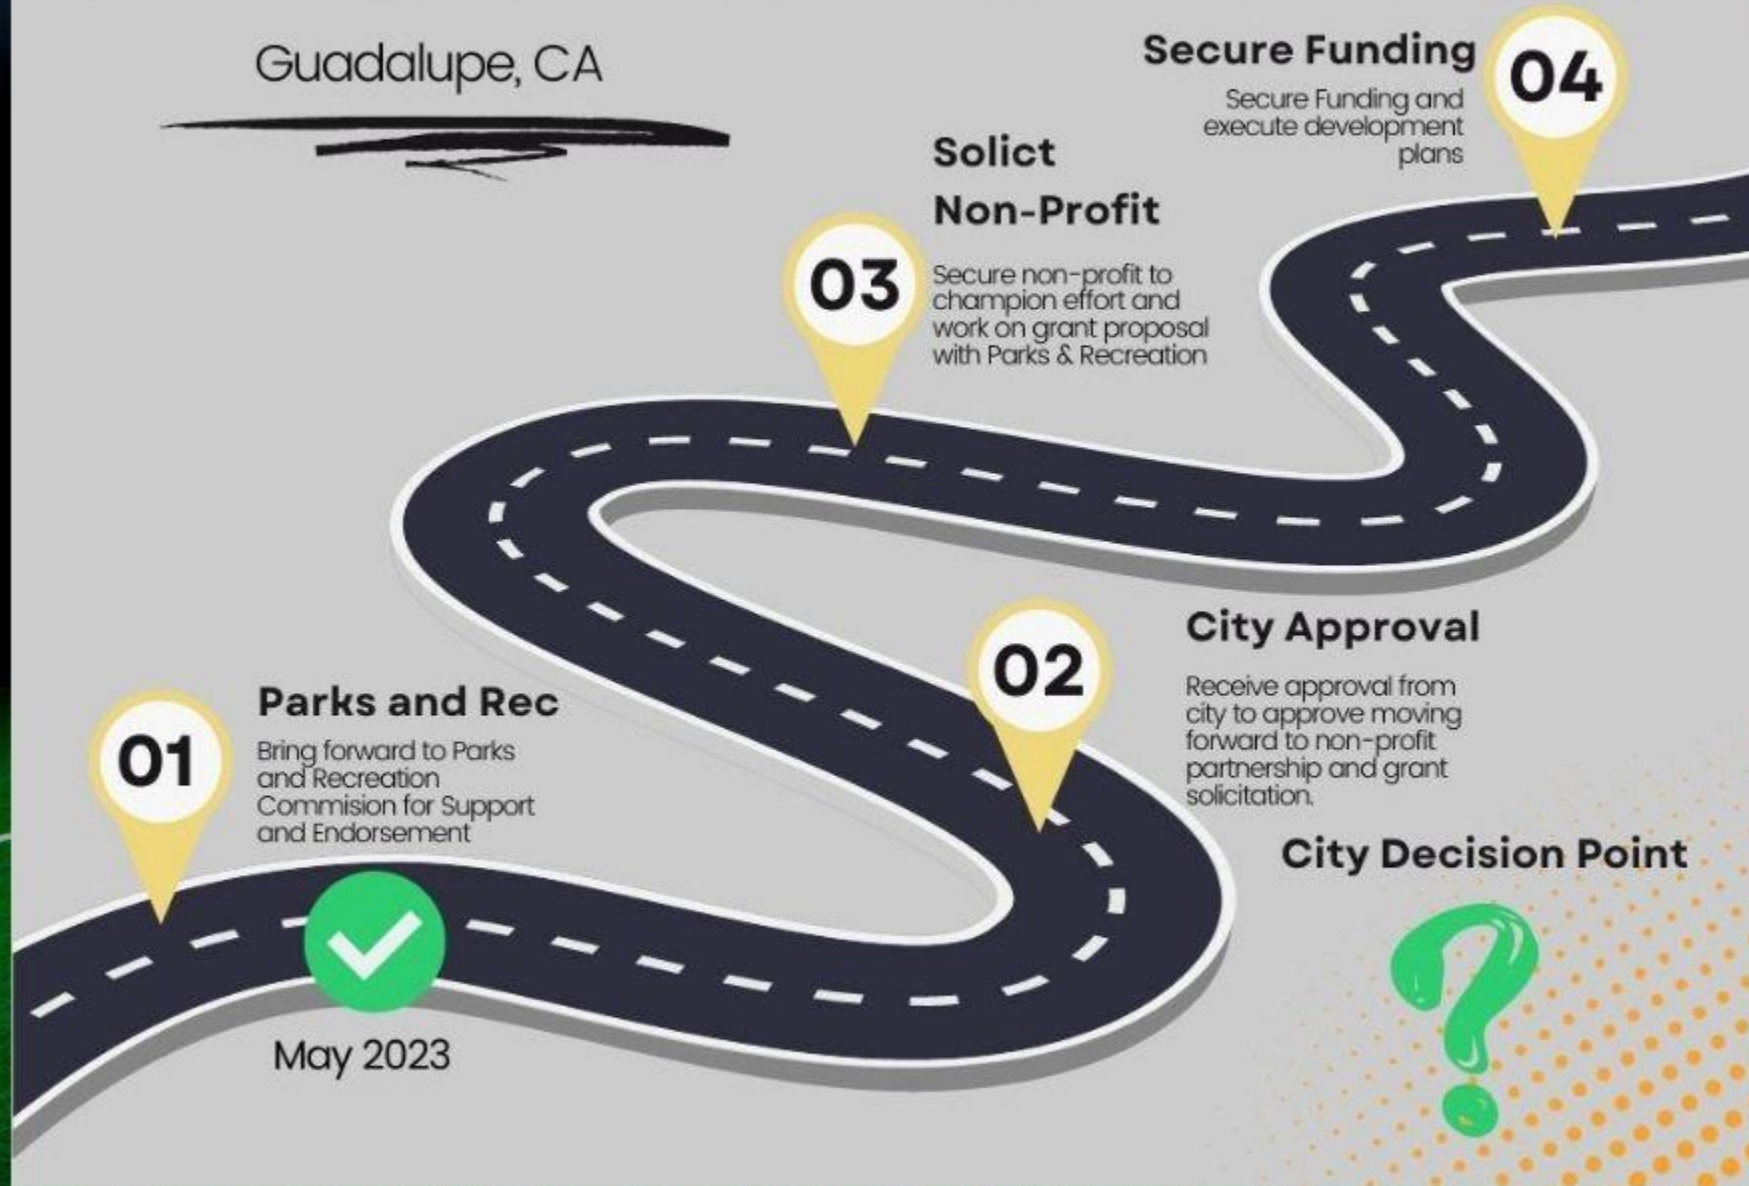 Guadalupe, CA
Secure Funding
04
Secure Funding and
execute development
plans
Solict
Non-Profit
03
Secure non-profit to
champion effort and
work on grant proposal
with Parks & Recreation
02
City Approval
Receive approval from
city to approve moving
forward to non-profit
partnership and grant
solicitation.
01
Parks and Rec
Bring forward to Parks
and Recreation
Commision for Support
and Endorsement
City Decision Point
?
May 2023